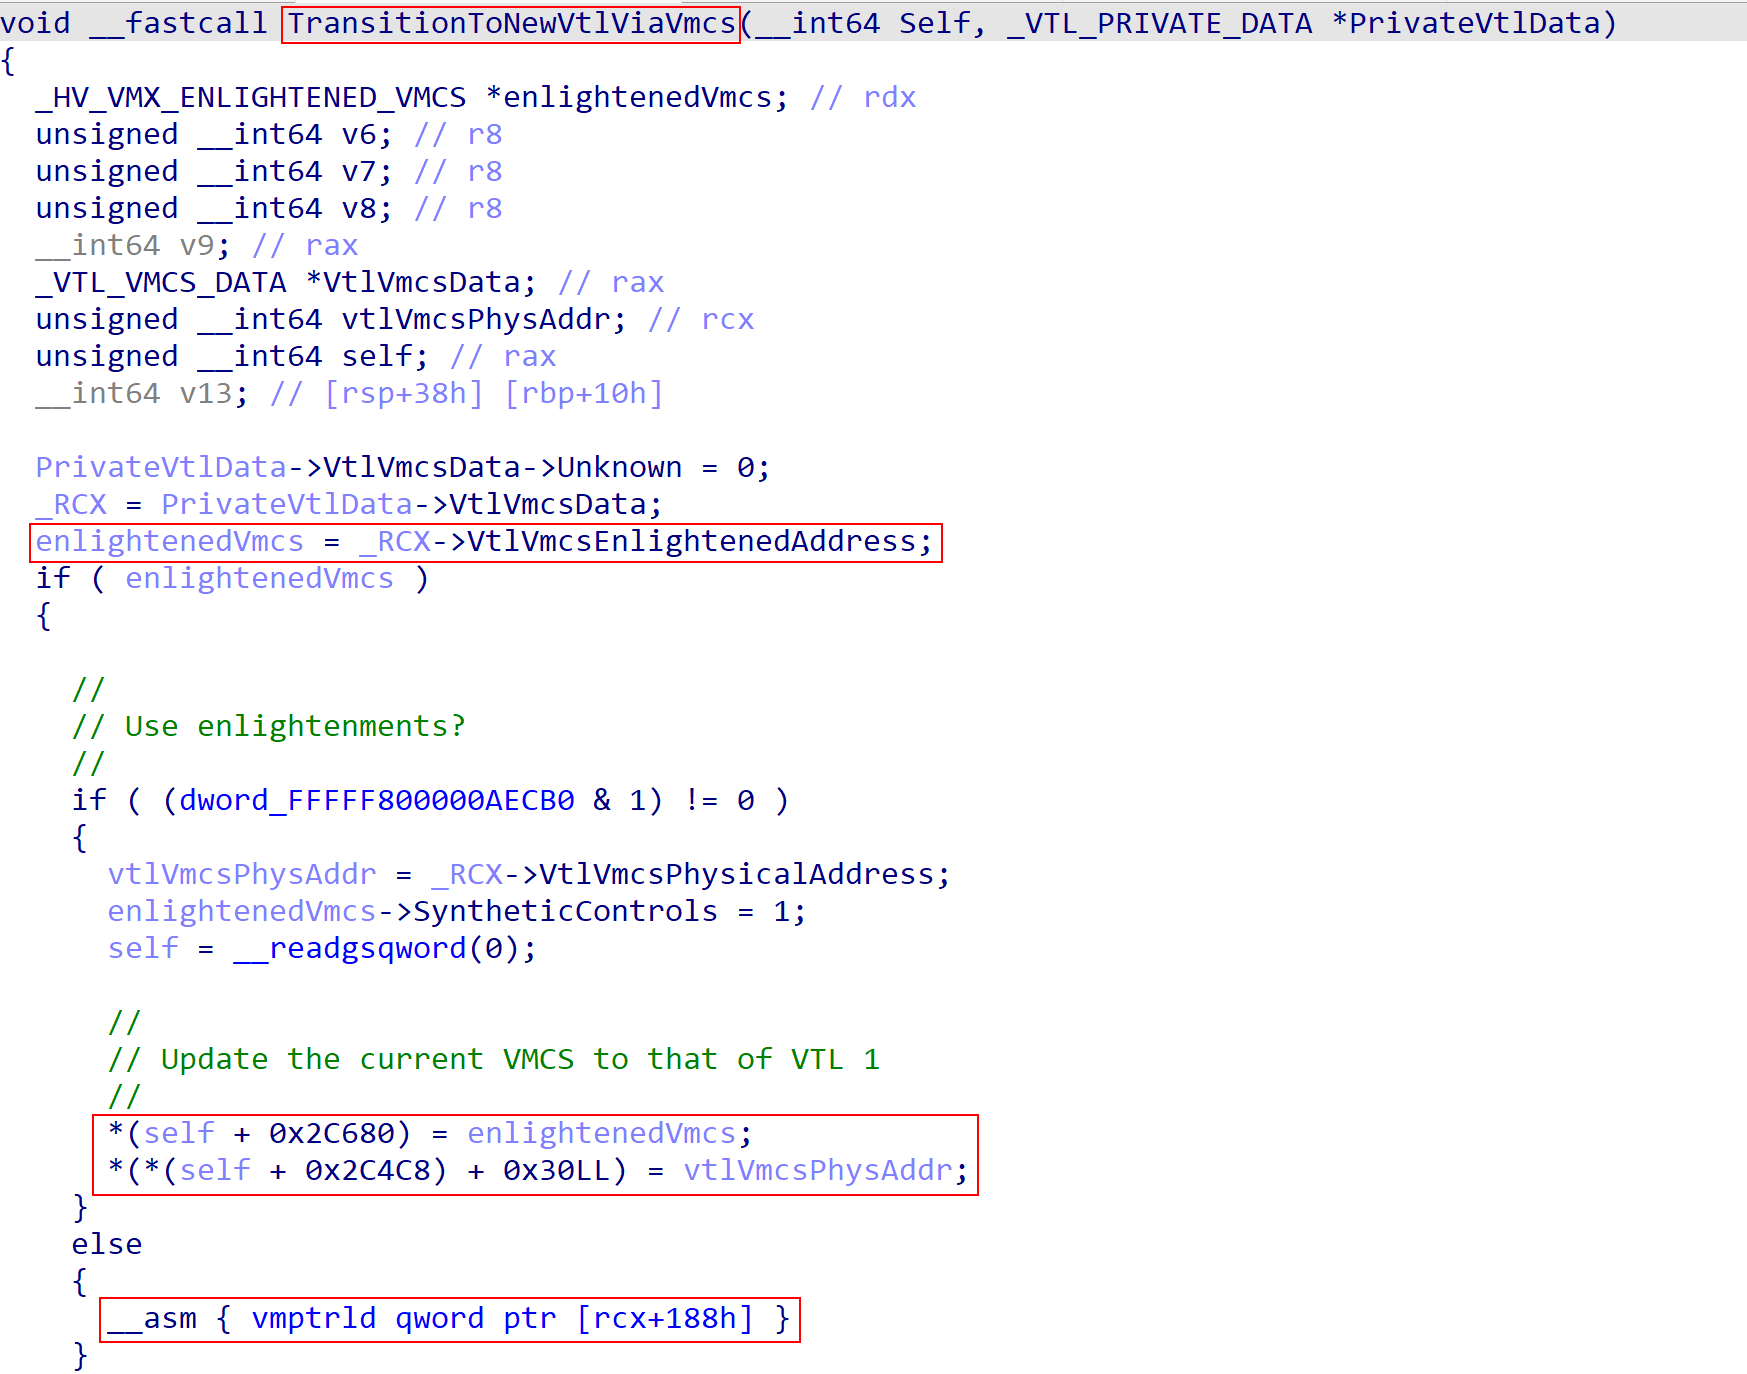 void __fastcall TransitionToNewVtlViaVmcs(__int64 Self, _VTL_PRIVATE_DATA *PrivateVtlData)
{
  _HV_VMX_ENLIGHTENED_VMCS *enlightenedVmcs; // rdx
  unsigned __int64 v6; // r8
  unsigned __int64 v7; // r8
  unsigned __int64 v8; // r8
  __int64 v9; // rax
  _VTL_VMCS_DATA *VtlVmcsData; // rax
  unsigned __int64 vtlVmcsPhysAddr; // rcx
  unsigned __int64 self; // rax
  __int64 v13; // [rsp+38h] [rbp+10h]

  PrivateVtlData->VtlVmcsData->Unknown = 0;
  _RCX = PrivateVtlData->VtlVmcsData;
  enlightenedVmcs = _RCX->VtlVmcsEnlightenedAddress;
  if ( enlightenedVmcs )
  {

    //
    // Use enlightenments?
    //
    if ( (dword_FFFFF800000AECB0 & 1) != 0 )
    {
      vtlVmcsPhysAddr = _RCX->VtlVmcsPhysicalAddress;
      enlightenedVmcs->SyntheticControls = 1;
      self = __readgsqword(0);

      //
      // Update the current VMCS to that of VTL 1
      //
      *(self + 0x2C680) = enlightenedVmcs;
      *(*(self + 0x2C4C8) + 0x30LL) = vtlVmcsPhysAddr;
    }
    else
    {
      __asm { vmptrld qword ptr [rcx+188h] }
    }